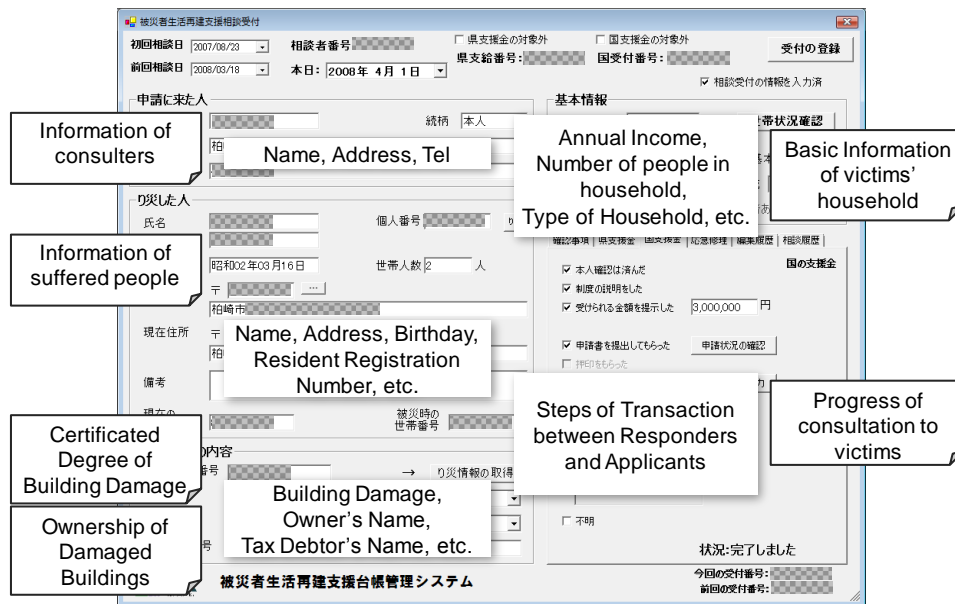 被災者生活再建支援相談受付
初回相談日 2007/08/23
相談者番号
県支援金の対象外
国支援金の対象外
受付の登録
県支給番号:
国受付番号:
前回相談日 2008/03/18
本日: 2008年 4月 1日
相談受付の情報を入力済
申請に来た人
続柄 本人
柏
Information of
consulters
Name, Address, Tel
基本情報
帯状況確認
Annual Income,
Number of people in
household,
Type of Household, etc.
Basic Information
of victims'
household
り災した人
氏名
個人番号
昭和02年03月16日
世帯人数 2 人
〒
...
柏崎市
現在住所
〒
柏
備考
Information of
suffered people
Name, Address, Birthday,
Resident Registration
Number, etc.
確認事項
県支援金
国支援金
応急修理
編集履歴
相談履歴
国の支援金
本人確認は済んだ
制度の説明をした
受けられる金額を提示した 3,000,000 円
申請書を提出してもらった
申請状況の確認
押印をもらった
力
Steps of Transaction
between Responders
and Applicants
Progress of
consultation to
victims
現在の
被災時の
世帯番号
の内容
番号
→
り災情報の取得
Certificated
Degree of
Building Damage
Ownership of
Damaged
Buildings
Building Damage,
Owner's Name,
Tax Debtor's Name, etc.
号
不明
状況:完了しました
被災者生活再建支援台帳管理システム
今回の受付番号:
前回の受付番号: